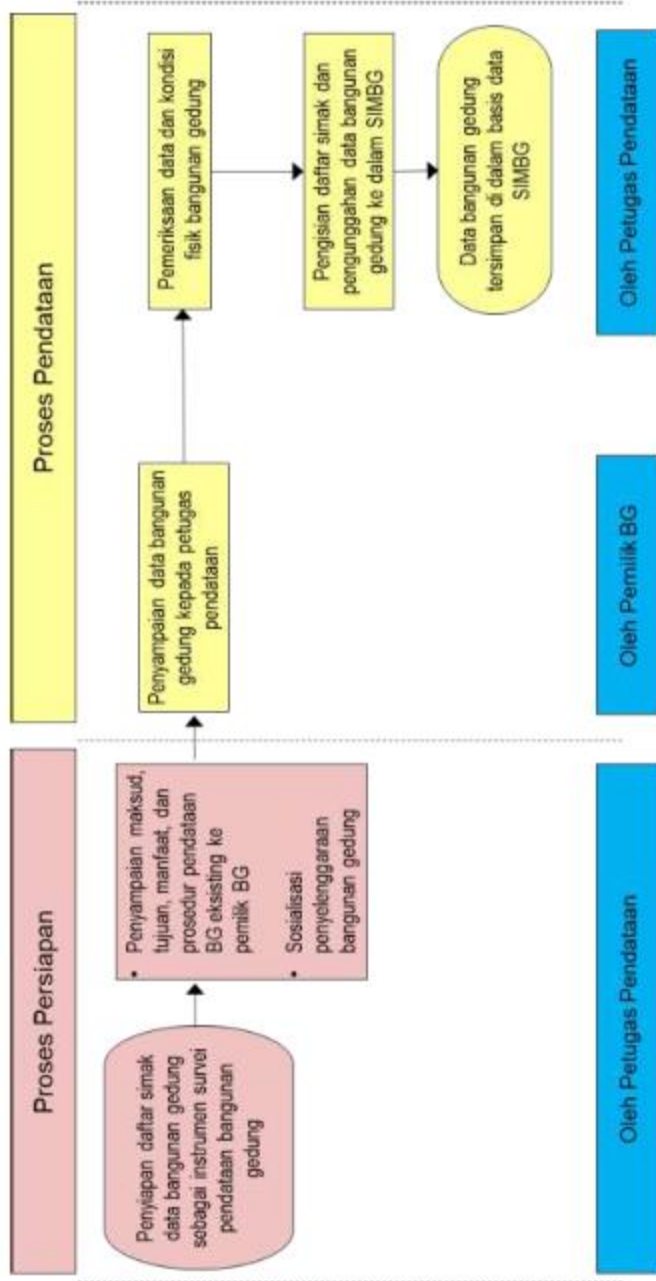 Proses Persiapan
Proses Pendataan
Penyiapan daftar simak
data bangunan gedung
sebagai instrumen survei
pendataan bangunan
gedung
• Penyampaian maksud,
tujuan, manfaat, dan
prosedur pendataan
BG eksisting ke
pemilik BG
• Sosialisasi
penyelenggaraan
bangunan gedung
Penyampaian data bangunan
gedung kepada petugas
pendataan
Pemeriksaan data dan kondisi
fisik bangunan gedung
Pengisian daftar simak dan
pengunggahan data bangunan
gedung ke dalam SIMBG
Data bangunan gedung
tersimpan di dalam basis data
SIMBG
Oleh Petugas Pendataan
Oleh Pemilik BG
Oleh Petugas Pendataan